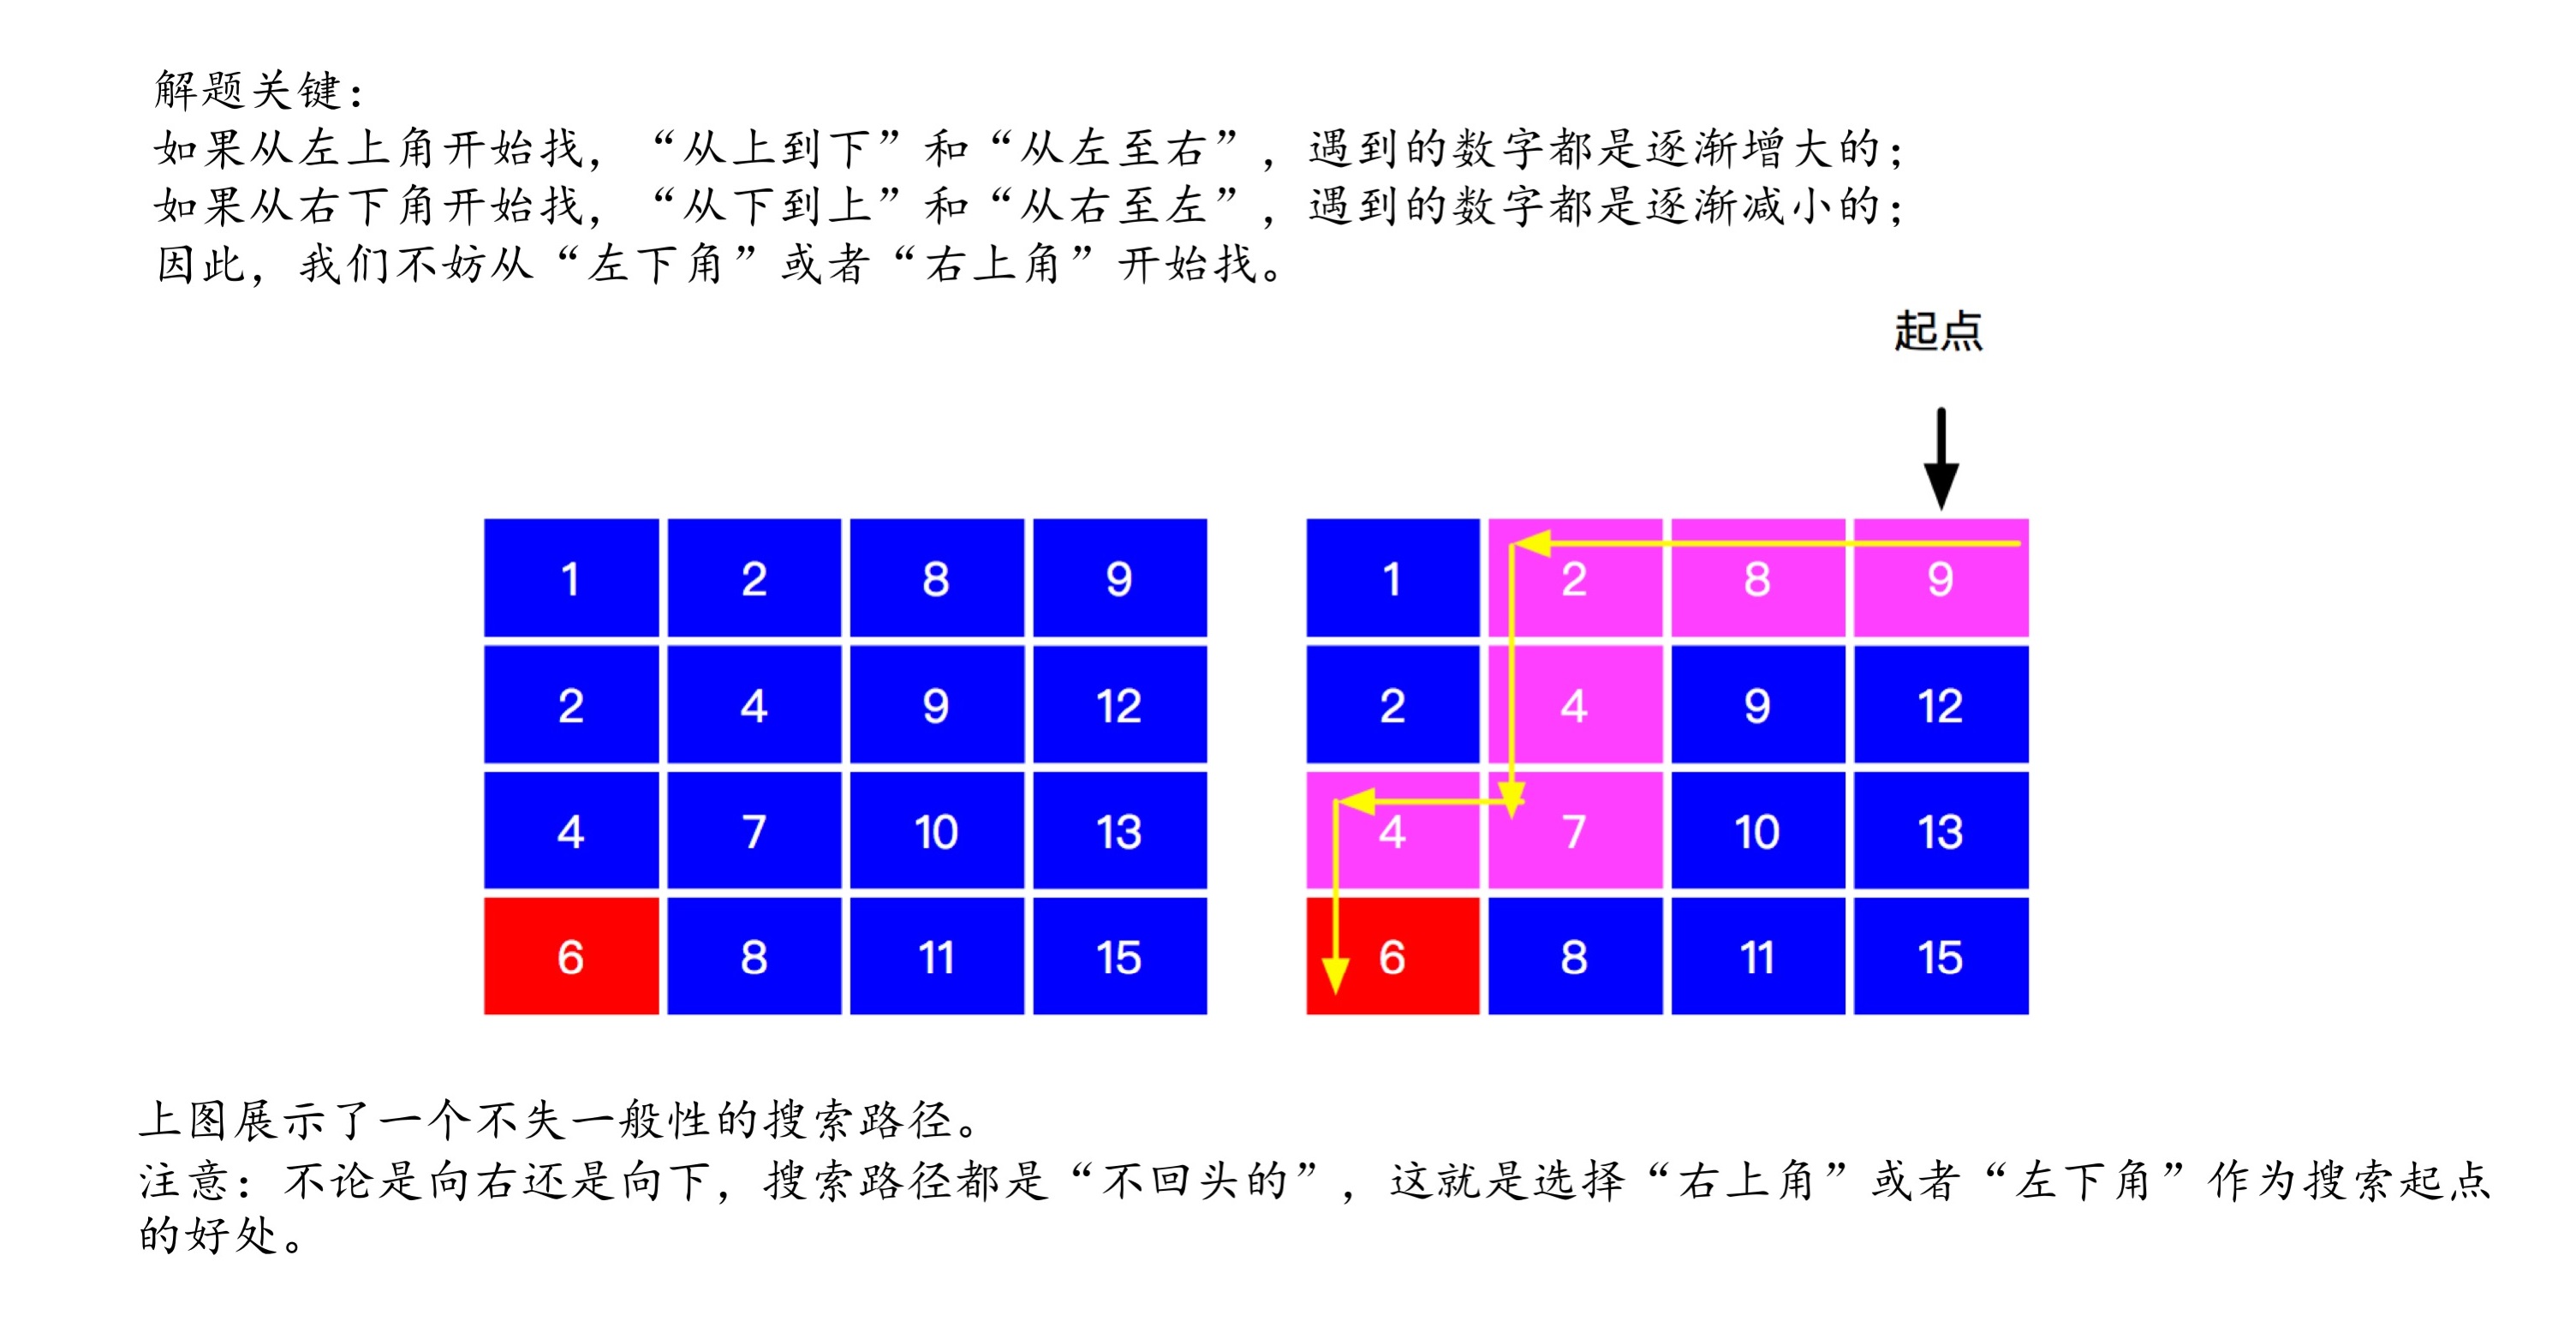 解题关键：
如果从左上角开始找，“从上到下”和“从左至右”，遇到的数字都是逐渐增大的；
如果从右下角开始找，“从下到上”和“从右至左”，遇到的数字都是逐渐减小的；
因此，我们不妨从“左下角”或者“右上角”开始找。
起点
1 2 8 9
2 4 9 12
4 7 10 13
6 8 11 15
1 2 8 9
2 4 9 12
4 7 10 13
6 8 11 15
上图展示了一个不失一般性的搜索路径。
注意：不论是向右还是向下，搜索路径都是“不回头的”，这就是选择“右上角”或者“左下角”作为搜索起点
的好处。